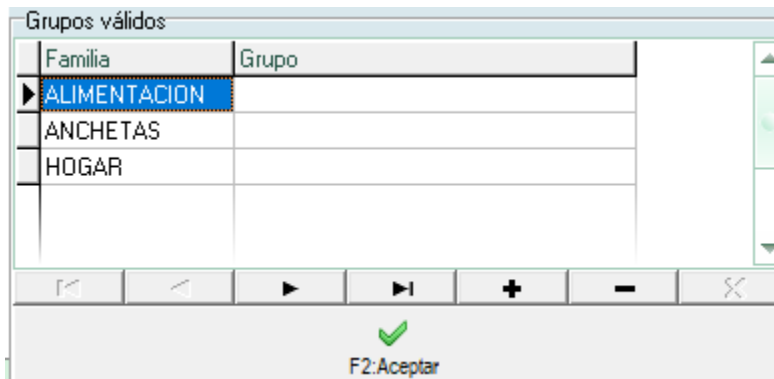 Grupos válidos
Familia Grupo
ALIMENTACION
ANCHETAS
HOGAR
F2:Aceptar